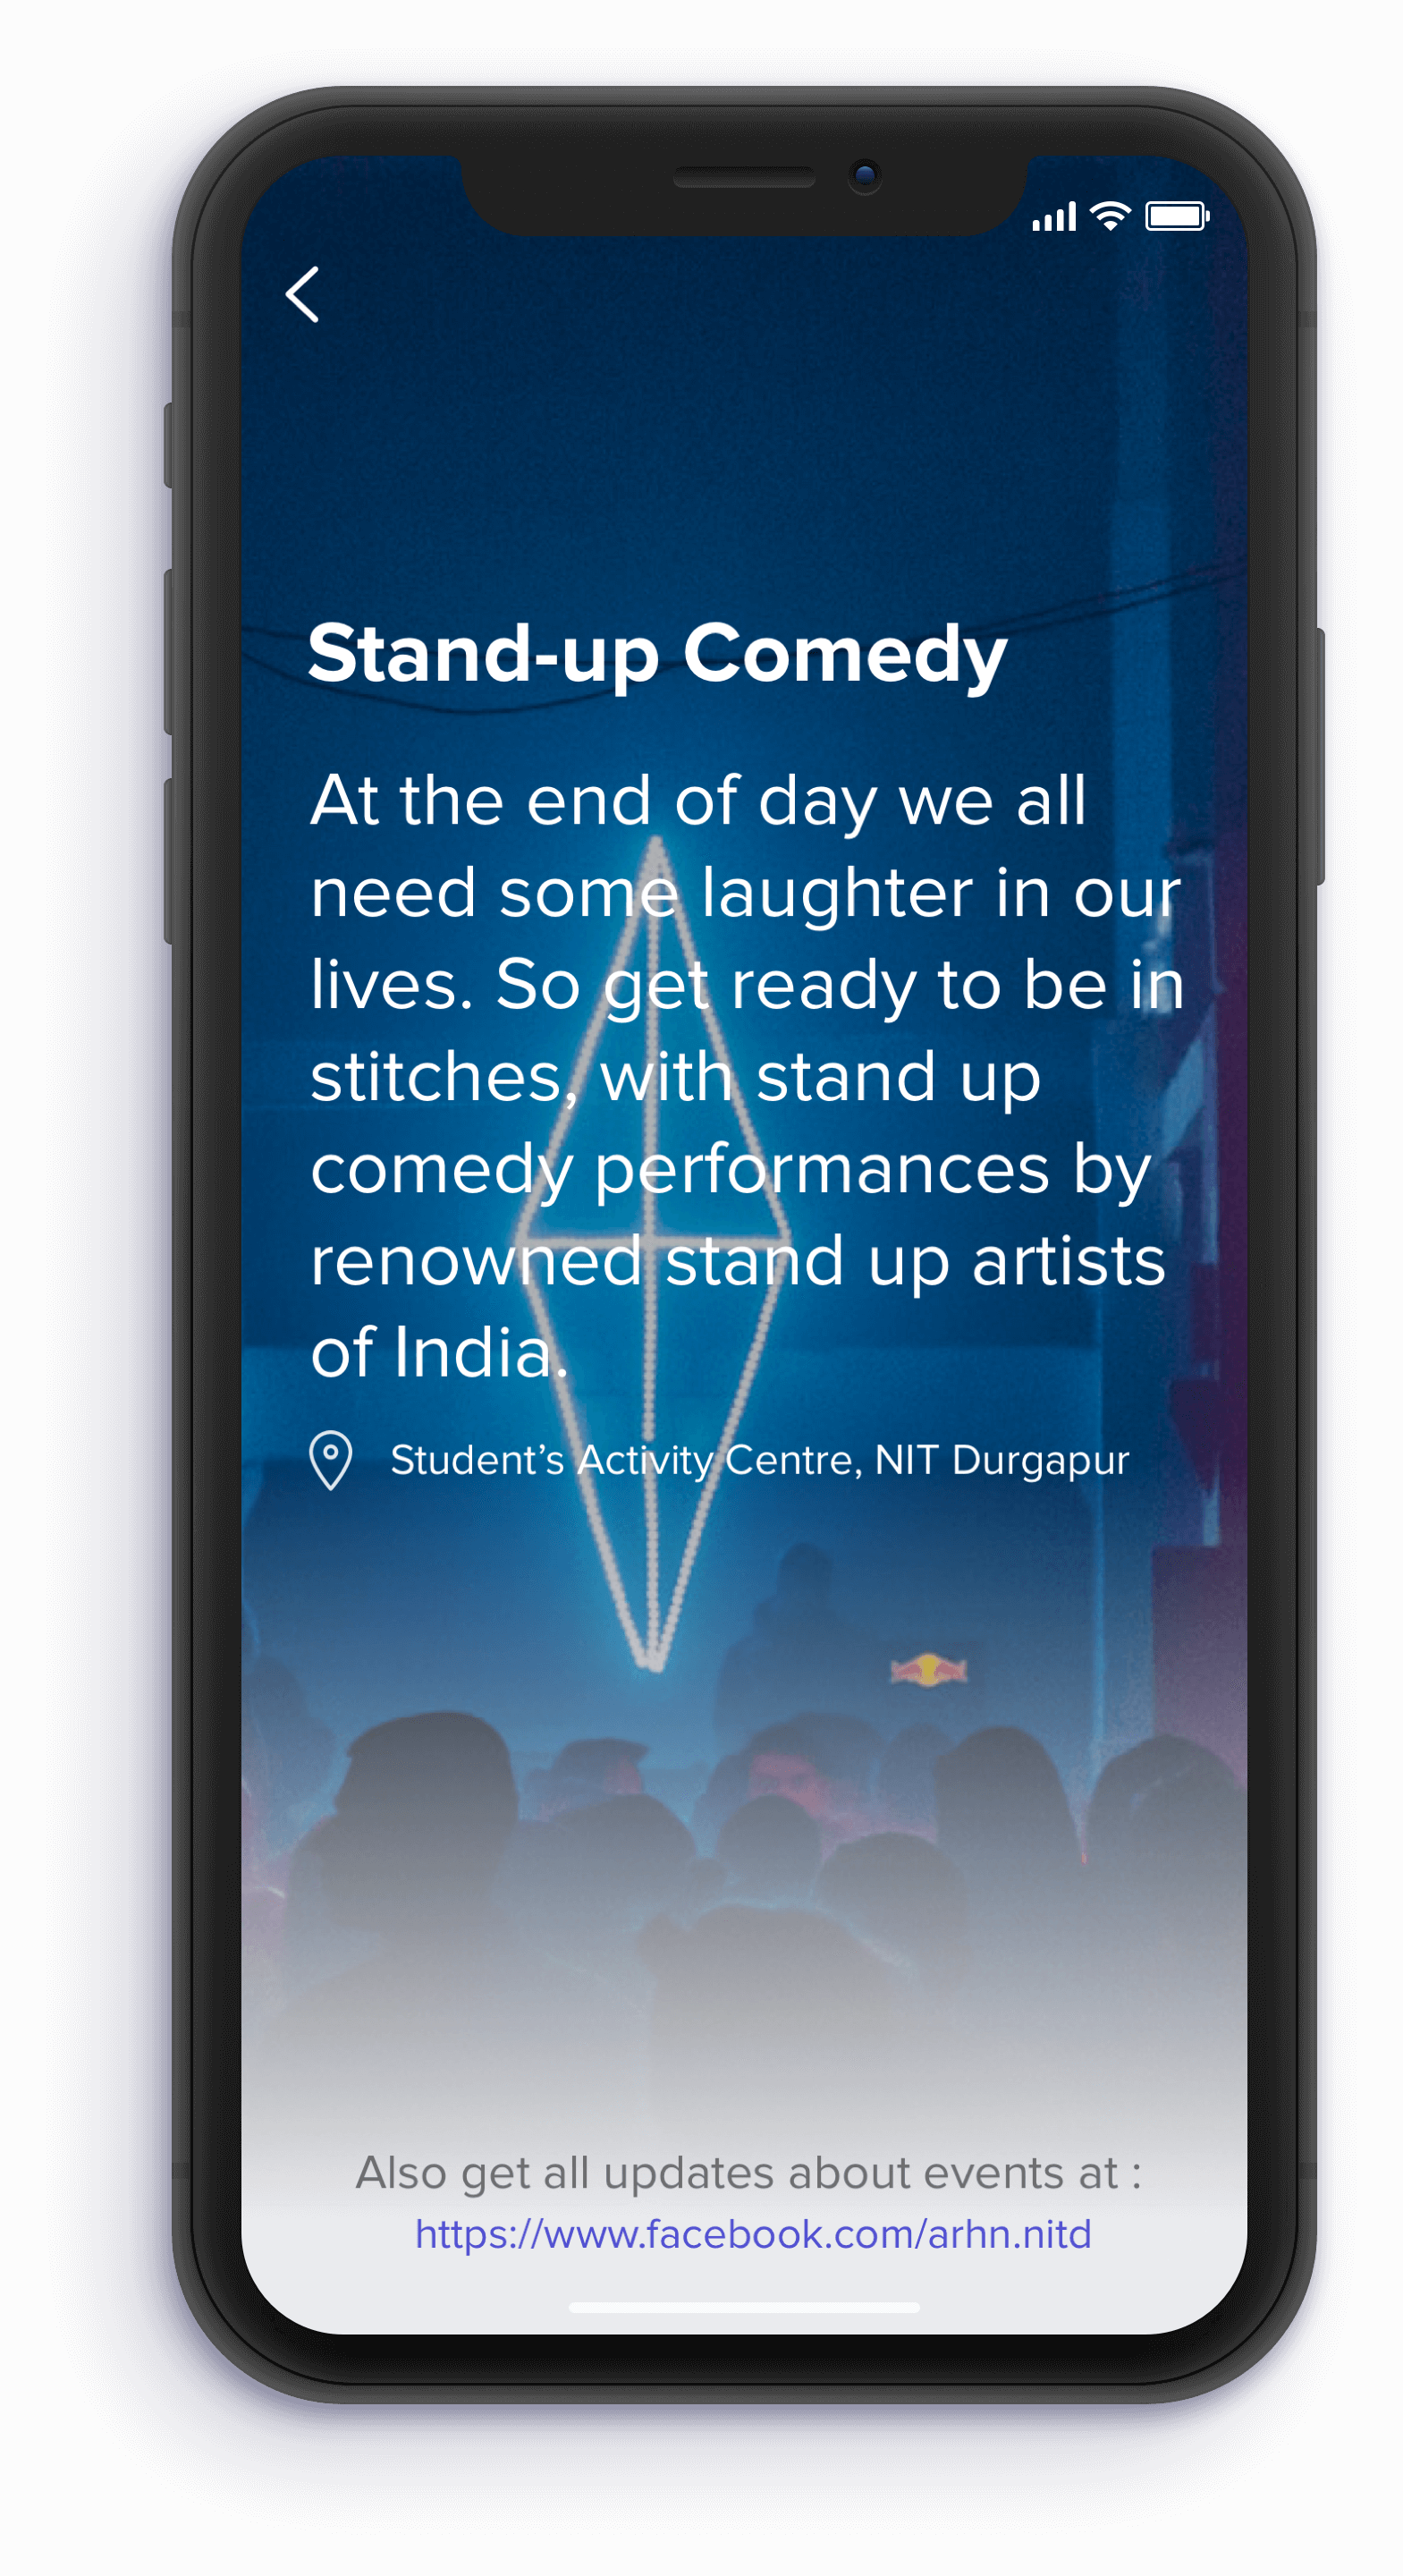 Stand-up Comedy
At the end of day we all
need some laughter in our
lives. So get ready to be in
stitches, with stand up
comedy performances by
renowned stand up artists
of India.
Student’s Activity Centre, NIT Durgapur
Also get all updates about events at :
https://www.facebook.com/arhn.nitd